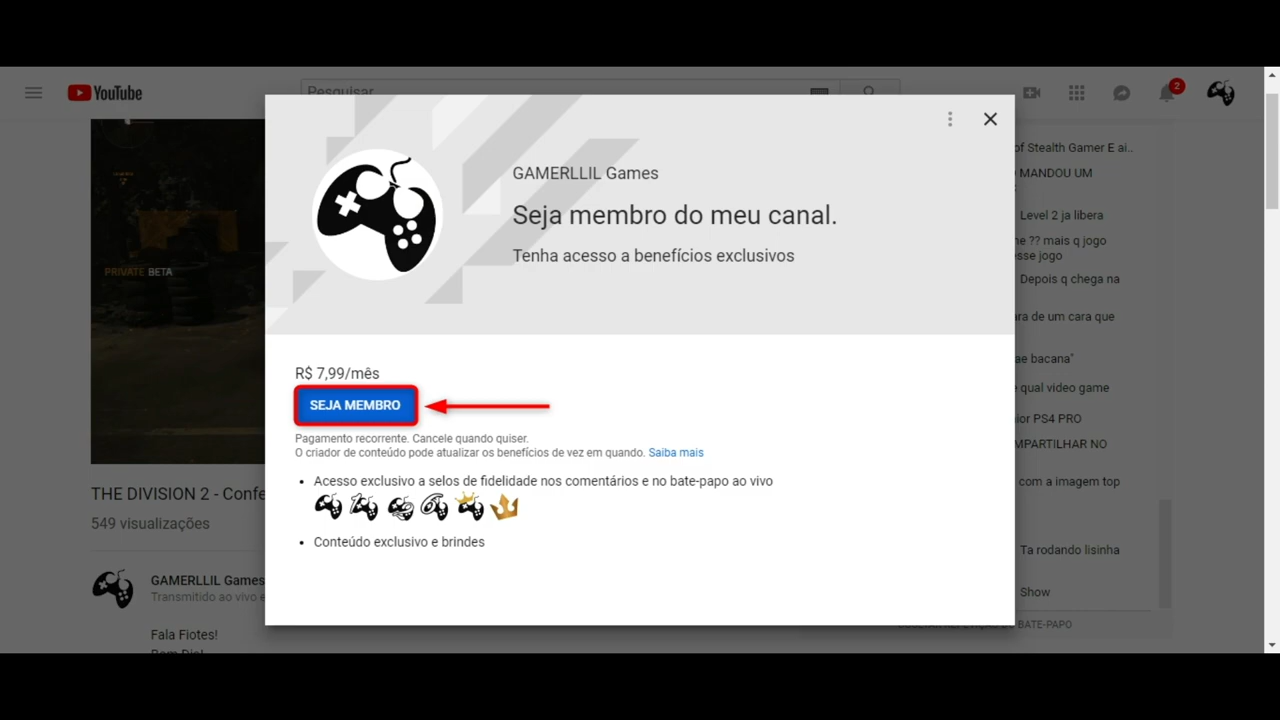 YouTube
Pesquisar
2
PRIVATE BETA
THE DIVISION 2 - Confe
549 visualizações
GAMERLLIL Games
Transmitido ao vivo e
Fala Fiotes!
GAMERLLIL Games
Seja membro do meu canal.
Tenha acesso a benefícios exclusivos
R$ 7,99/mês
SEJA MEMBRO
Pagamento recorrente. Cancele quando quiser.
O criador de conteúdo pode atualizar os benefícios de vez em quando. Saiba mais
Acesso exclusivo a selos de fidelidade nos comentários e no bate-papo ao vivo
Conteúdo exclusivo e brindes
of Stealth Gamer E ai..
O MANDOU UM
Level 2 ja libera
ne ?? mais q jogo
esse jogo
Depois q chega na
ara de um cara que
ae bacana"
e qual video game
nior PS4 PRO
MPARTILHAR NO
com a imagem top
Ta rodando lisinha
Show
BATE-PAPO